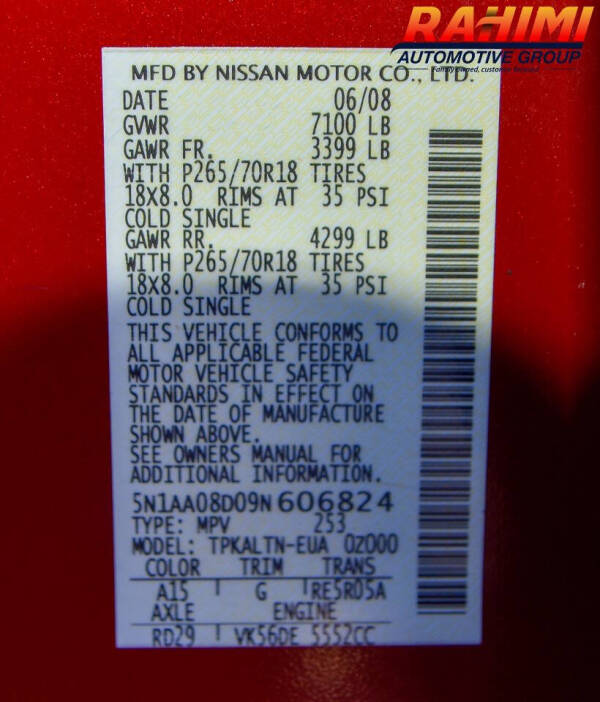 RAHIMI
AUTOMOTIVE GROUP
Family owned, customer
MFD BY NISSAN MOTOR CO., LTD.
DATE 06/08
GVWR 7100 LB
GAWR FR. 3399 LB
WITH P265/70R18 TIRES
18X8.0 RIMS AT 35 PSI
COLD SINGLE
GAWR RR. 4299 LB
WITH P265/70R18 TIRES
18X8.0 RIMS AT 35 PSI
COLD SINGLE
THIS VEHICLE CONFORMS TO
ALL APPLICABLE FEDERAL
MOTOR VEHICLE SAFETY
STANDARDS IN EFFECT ON
THE DATE OF MANUFACTURE
SHOWN ABOVE.
SEE OWNERS MANUAL FOR
ADDITIONAL INFORMATION.
5N1AA08D09N606824
TYPE: MPV 253
MODEL: TPKALTN-EUA 0Z000
COLOR TRIM TRANS
A15 G RE5R05A
AXLE ENGINE
RD29 VK56DE 5552CC